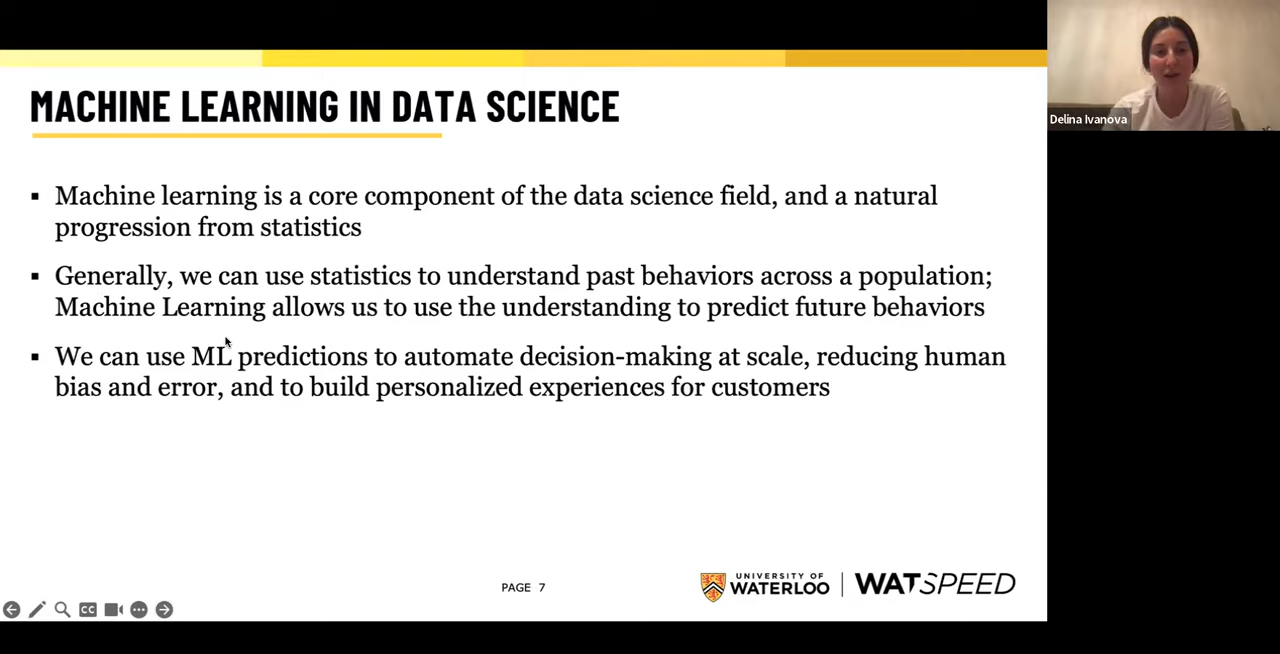 MACHINE LEARNING IN DATA SCIENCE
Delina Ivanova
▪ Machine learning is a core component of the data science field, and a natural
progression from statistics
▪ Generally, we can use statistics to understand past behaviors across a population;
Machine Learning allows us to use the understanding to predict future behaviors
▪ We can use ML predictions to automate decision-making at scale, reducing human
bias and error, and to build personalized experiences for customers
PAGE 7
UNIVERSITY OF
WATERLOO
WATSPEED
CC